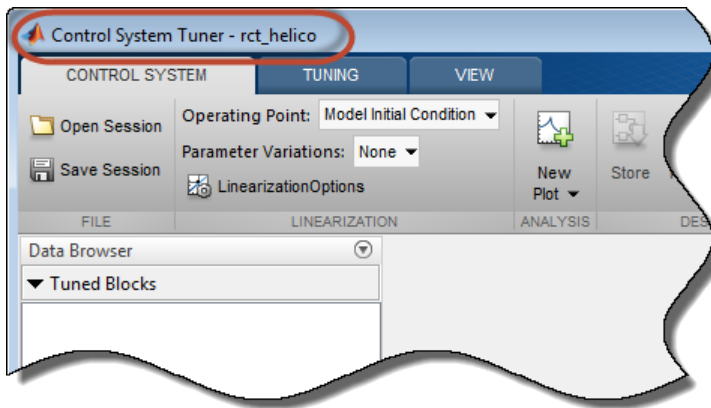 Control System Tuner - rct_helico
CONTROL SYSTEM TUNING VIEW
Open Session
Save Session
Operating Point: Model Initial Condition
Parameter Variations: None
LinearizationOptions
New
Plot
Store
FILE LINEARIZATION ANALYSIS DES
Data Browser
Tuned Blocks